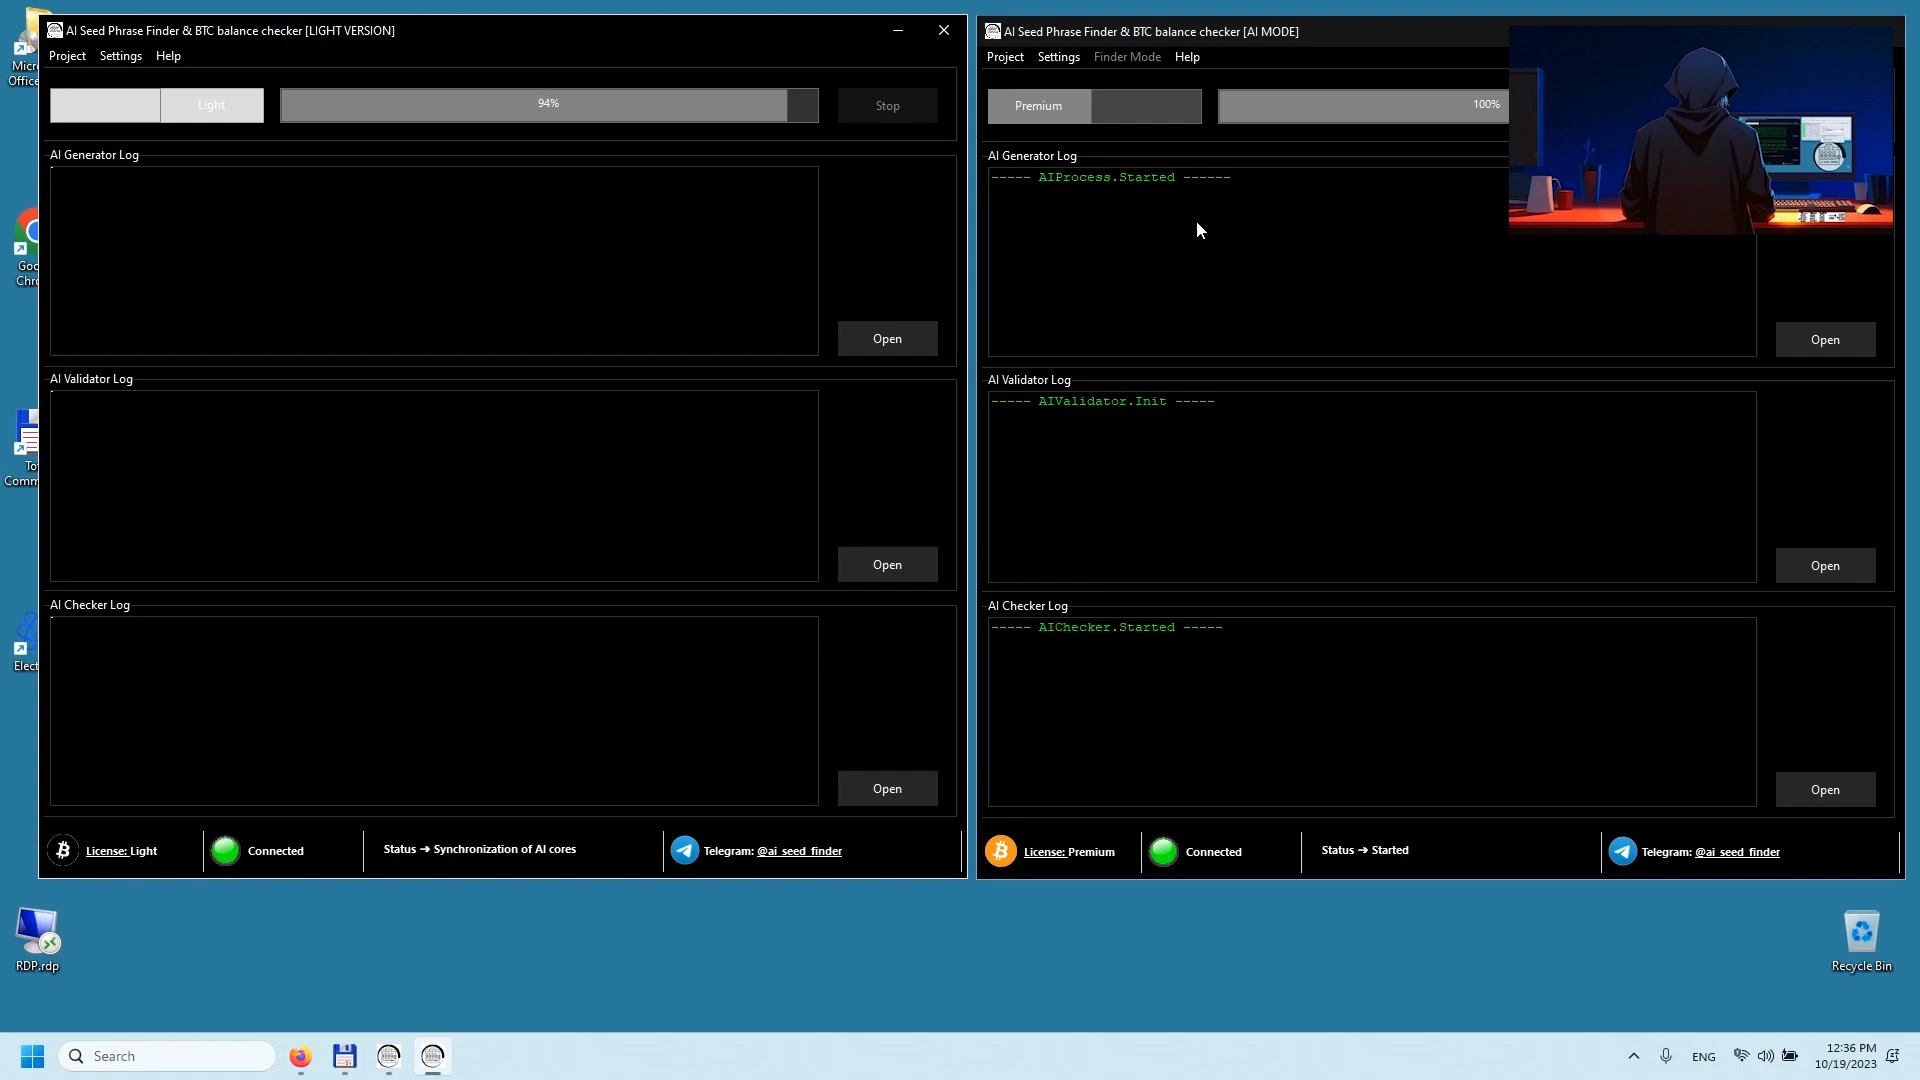 AI Seed Phrase Finder & BTC balance checker [LIGHT VERSION]
Project Settings Help
Light
94%
Stop
AI Generator Log
Open
AI Validator Log
Open
AI Checker Log
Open
License: Light
Connected
Status ➔ Synchronization of AI cores
Telegram: @ai_seed_finder
AI Seed Phrase Finder & BTC balance checker [AI MODE]
Project Settings Finder Mode Help
Premium
100%
AI Generator Log
----- AIProcess.Started ------
Open
AI Validator Log
----- AIValidator.Init -----
Open
AI Checker Log
----- AIChecker.Started -----
Open
License: Premium
Connected
Status ➔ Started
Telegram: @ai_seed_finder
RDP.rdp
Recycle Bin
Search
ENG
12:36 PM
10/19/2023